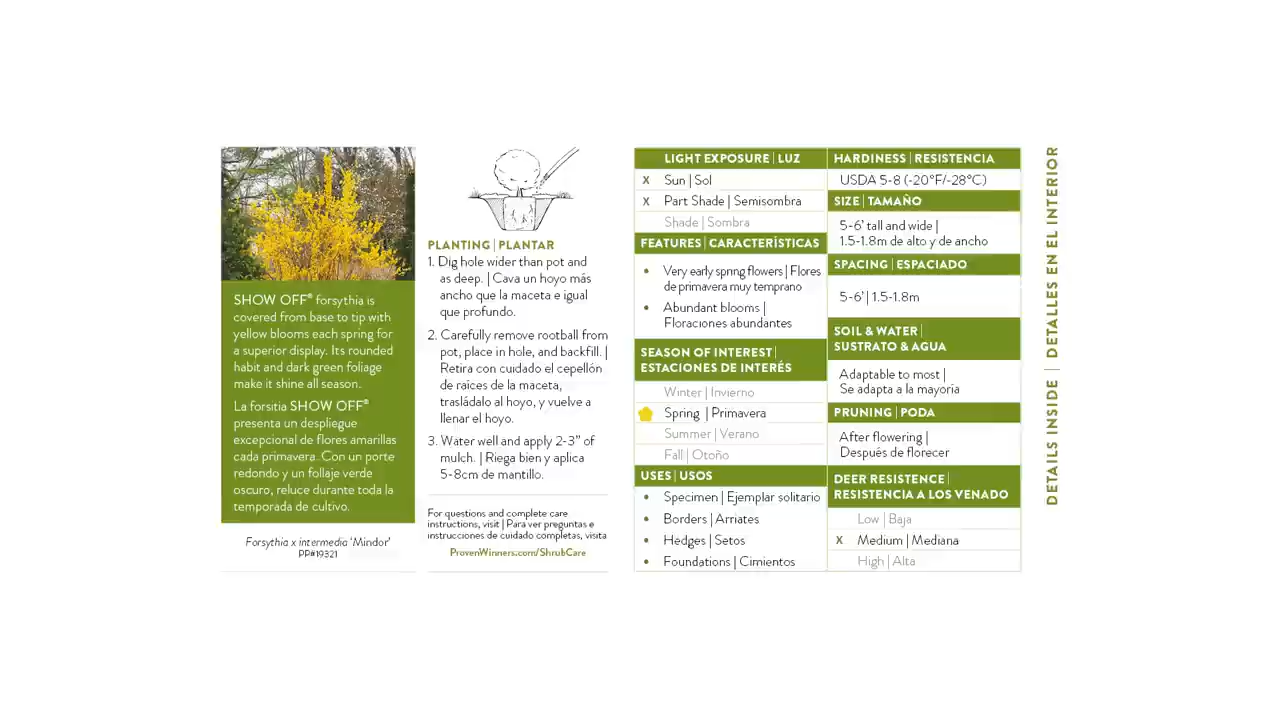 SHOW OFF® forsythia is
covered from base to tip with
yellow blooms each spring for
a superior display. Its rounded
habit and dark green foliage
make it shine all season.
La forsitia SHOW OFF®
presenta un despliegue
excepcional de flores amarillas
cada primavera. Con un porte
redondo y un follaje verde
oscuro, reluce durante toda la
temporada de cultivo.
Forsythia x intermedia ‘Mindor’
PP#19321
PLANTING | PLANTAR
1. Dig hole wider than pot and
as deep. | Cava un hoyo más
ancho que la maceta e igual
que profundo.
2. Carefully remove rootball from
pot, place in hole, and backfill. |
Retira con cuidado el cepellón
de raíces de la maceta,
trasládalo al hoyo, y vuelve a
llenar el hoyo.
3. Water well and apply 2-3” of
mulch. | Riega bien y aplica
5-8cm de mantillo.
For questions and complete care
instructions, visit | Para ver preguntas e
instrucciones de cuidado completas, visita
ProvenWinners.com/ShrubCare
LIGHT EXPOSURE | LUZ
X Sun | Sol
X Part Shade | Semisombra
Shade | Sombra
FEATURES | CARACTERÍSTICAS
• Very early spring flowers | Flores
de primavera muy temprano
• Abundant blooms |
Floraciones abundantes
SEASON OF INTEREST |
ESTACIONES DE INTERÉS
Winter | Invierno
Spring | Primavera
Summer | Verano
Fall | Otoño
USES | USOS
• Specimen | Ejemplar solitario
• Borders | Arriates
• Hedges | Setos
• Foundations | Cimientos
HARDINESS | RESISTENCIA
USDA 5-8 (-20°F/-28°C)
SIZE | TAMAÑO
5-6’ tall and wide |
1.5-1.8m de alto y de ancho
SPACING | ESPACIADO
5-6’ | 1.5-1.8m
SOIL & WATER |
SUSTRATO & AGUA
Adaptable to most |
Se adapta a la mayoría
PRUNING | PODA
After flowering |
Después de florecer
DEER RESISTENCE |
RESISTENCIA A LOS VENADO
Low | Baja
X Medium | Mediana
High | Alta
DETAILS INSIDE | DETALLES EN EL INTERIOR